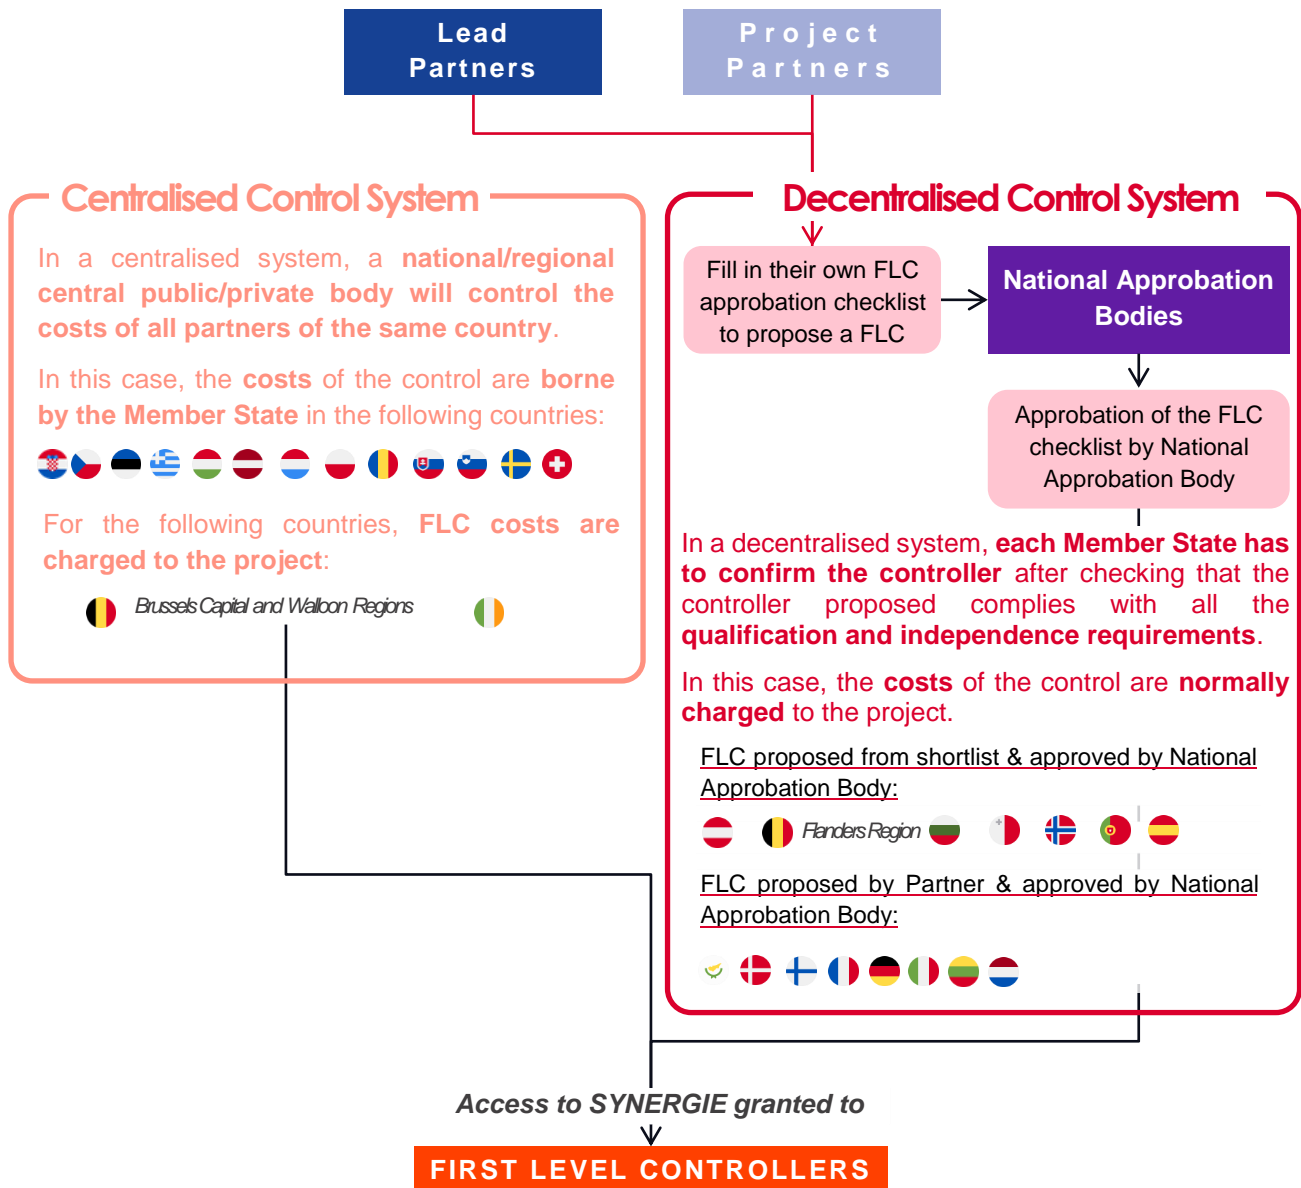 Lead
Partners
Project
Partners
Centralised Control System
In a centralised system, a national/regional
central public/private body will control the
costs of all partners of the same country.
In this case, the costs of the control are borne
by the Member State in the following countries:
For the following countries, FLC costs are
charged to the project:
Brussels Capital and Walloon Regions
Decentralised Control System
Fill in their own FLC
approbation checklist
to propose a FLC
National Approbation
Bodies
Approbation of the FLC
checklist by National
Approbation Body
In a decentralised system, each Member State has
to confirm the controller after checking that the
controller proposed complies with all the
qualification and independence requirements.
In this case, the costs of the control are normally
charged to the project.
FLC proposed from shortlist & approved by National
Approbation Body:
Flanders Region
FLC proposed by Partner & approved by National
Approbation Body:
Access to SYNERGIE granted to
FIRST LEVEL CONTROLLERS